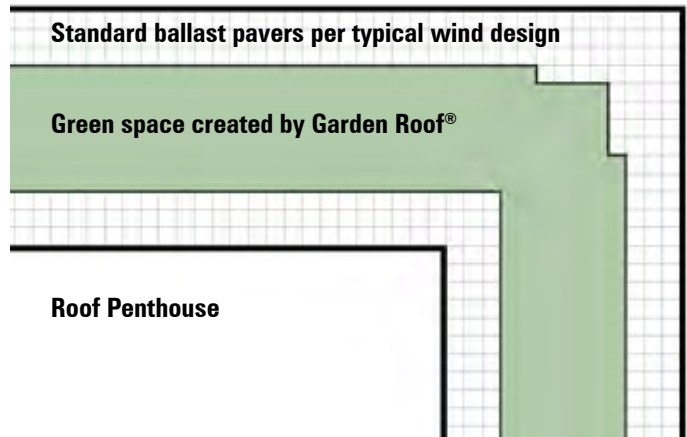 Standard ballast pavers per typical wind design
Green space created by Garden Roof®
Roof Penthouse